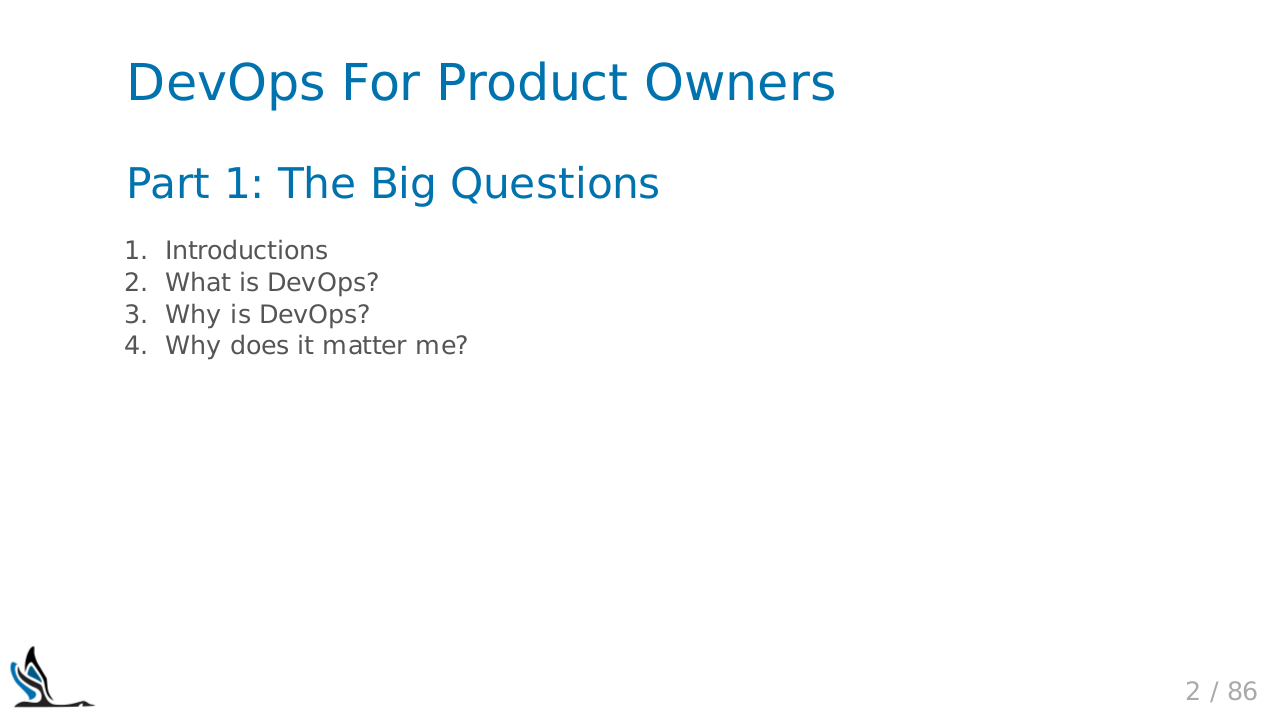 DevOps For Product Owners
Part 1: The Big Questions
1. Introductions
2. What is DevOps?
3. Why is DevOps?
4. Why does it matter me?
2 / 86